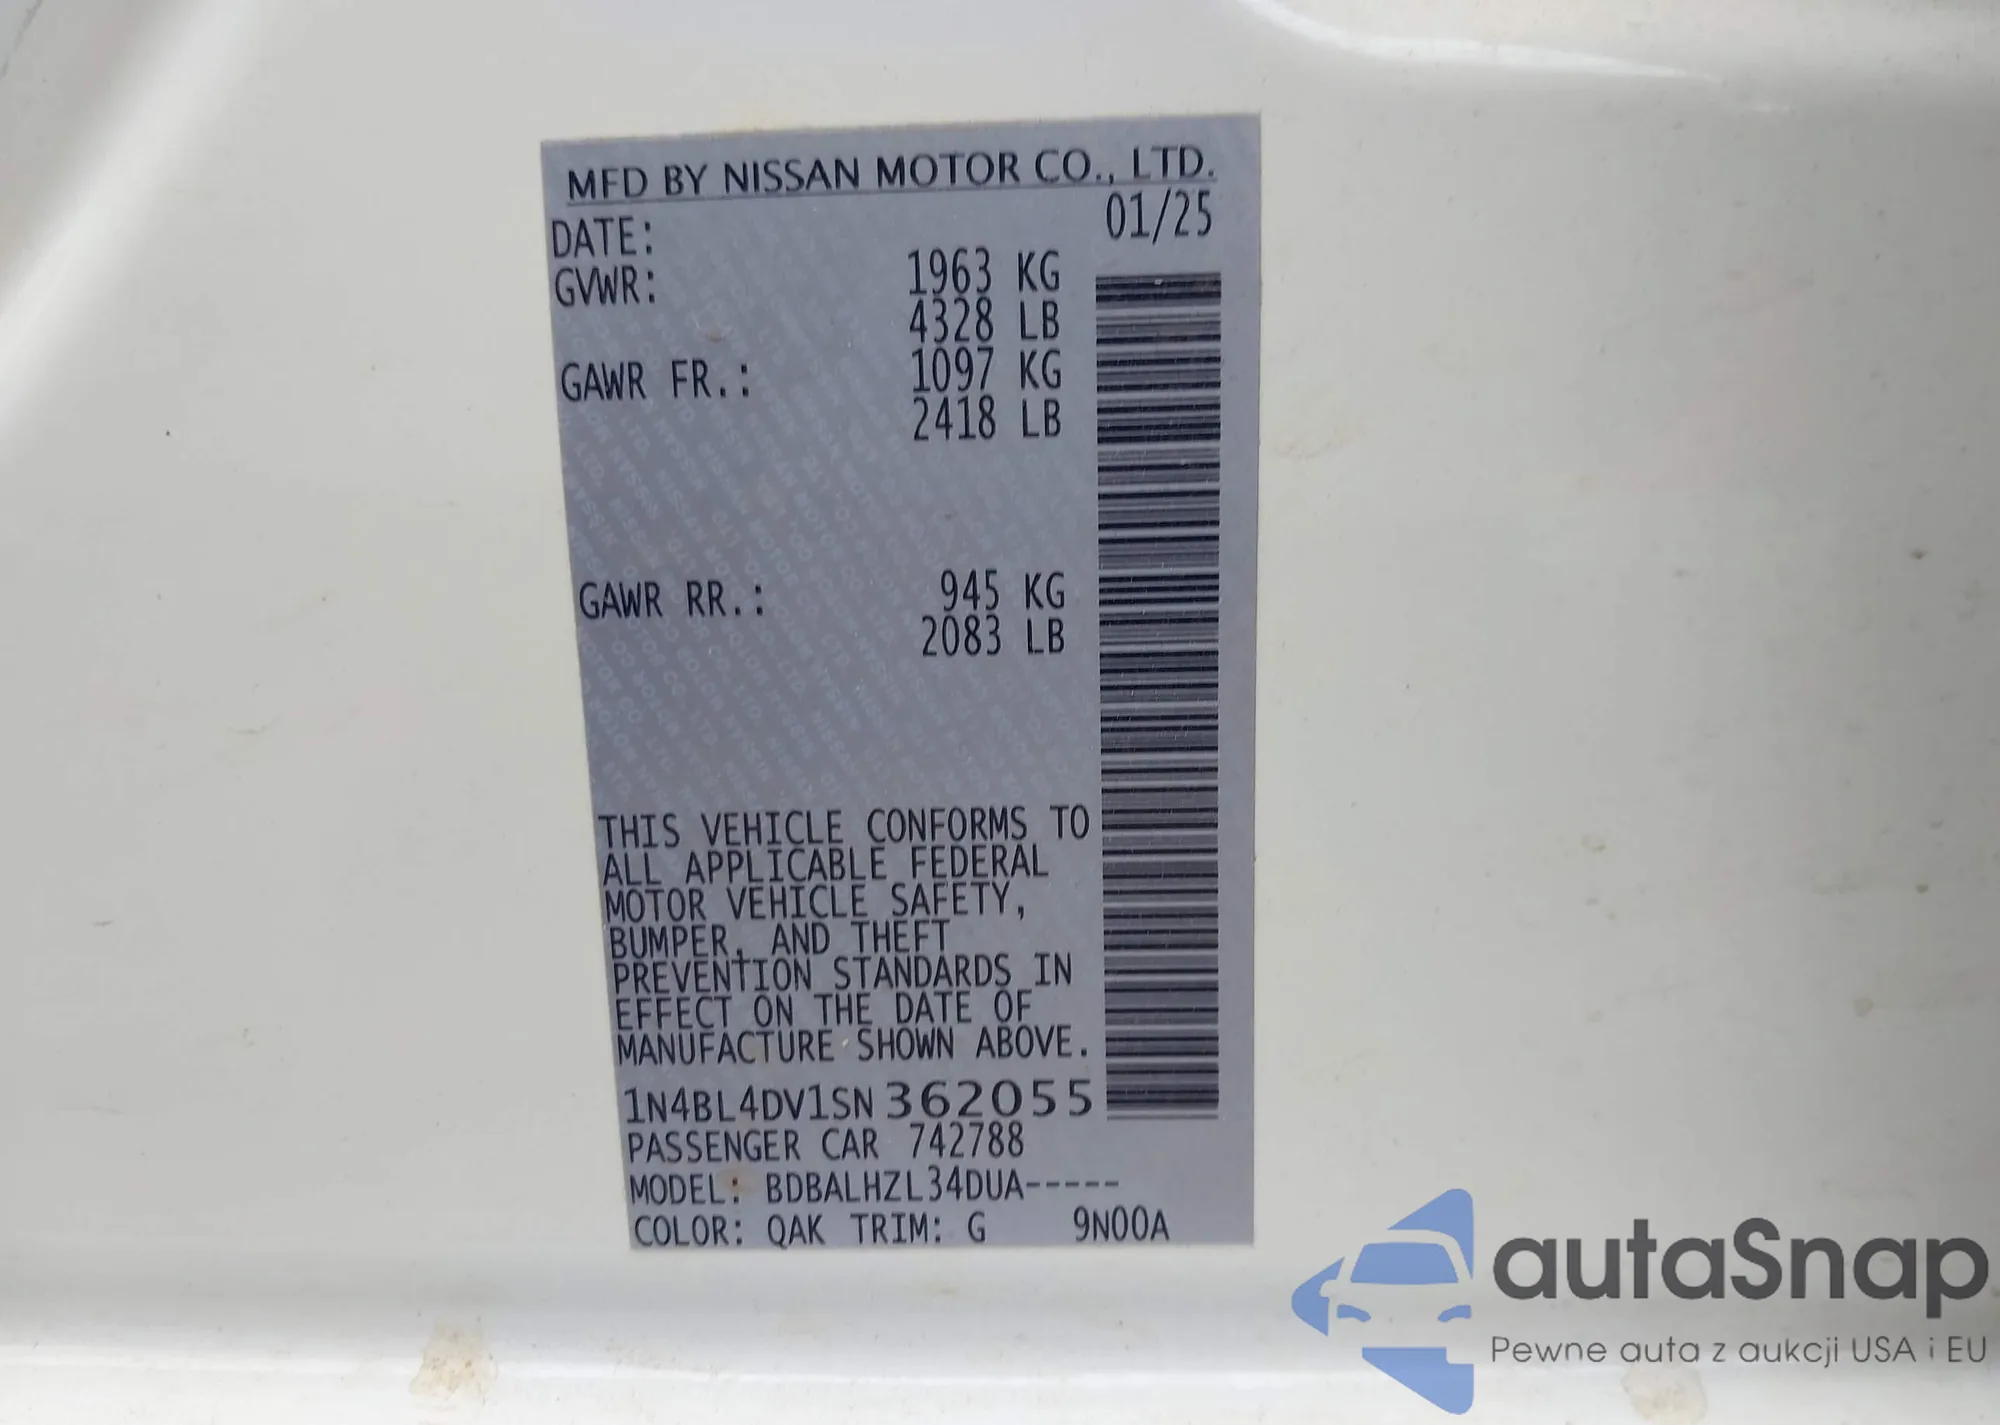 MFD BY NISSAN MOTOR CO., LTD.
DATE: 01/25
GVWR: 1963 KG
4328 LB
GAWR FR.: 1097 KG
2418 LB
GAWR RR.: 945 KG
2083 LB
THIS VEHICLE CONFORMS TO
ALL APPLICABLE FEDERAL
MOTOR VEHICLE SAFETY,
BUMPER, AND THEFT
PREVENTION STANDARDS IN
EFFECT ON THE DATE OF
MANUFACTURE SHOWN ABOVE.
1N4BL4DV1SN362055
PASSENGER CAR 742788
MODEL: BDBALHZL34DUA-----
COLOR: QAK TRIM: G 9N00A
autaSnap
Pewne auta z aukcji USA i EU